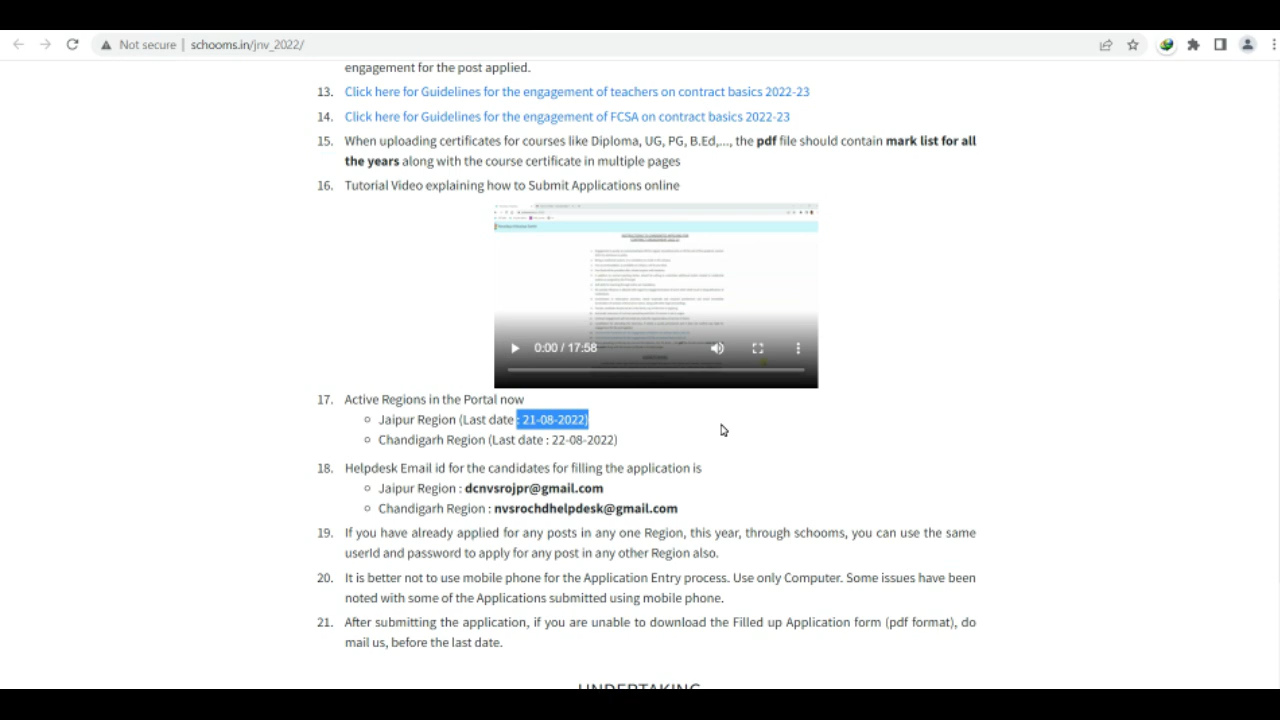 Not secure | schooms.in/jnv_2022/
engagement for the post applied.
13. Click here for Guidelines for the engagement of teachers on contract basics 2022-23
14. Click here for Guidelines for the engagement of FCSA on contract basics 2022-23
15. When uploading certificates for courses like Diploma, UG, PG, B.Ed,..., the pdf file should contain mark list for all
the years along with the course certificate in multiple pages
16. Tutorial Video explaining how to Submit Applications online
0:00 / 17:58
17. Active Regions in the Portal now
Jaipur Region (Last date : 21-08-2022)
Chandigarh Region (Last date : 22-08-2022)
18. Helpdesk Email id for the candidates for filling the application is
Jaipur Region : dcnvsrojpr@gmail.com
Chandigarh Region : nvsrochdhelpdesk@gmail.com
19. If you have already applied for any posts in any one Region, this year, through schooms, you can use the same
userId and password to apply for any post in any other Region also.
20. It is better not to use mobile phone for the Application Entry process. Use only Computer. Some issues have been
noted with some of the Applications submitted using mobile phone.
21. After submitting the application, if you are unable to download the Filled up Application form (pdf format), do
mail us, before the last date.
UNDERTAKING